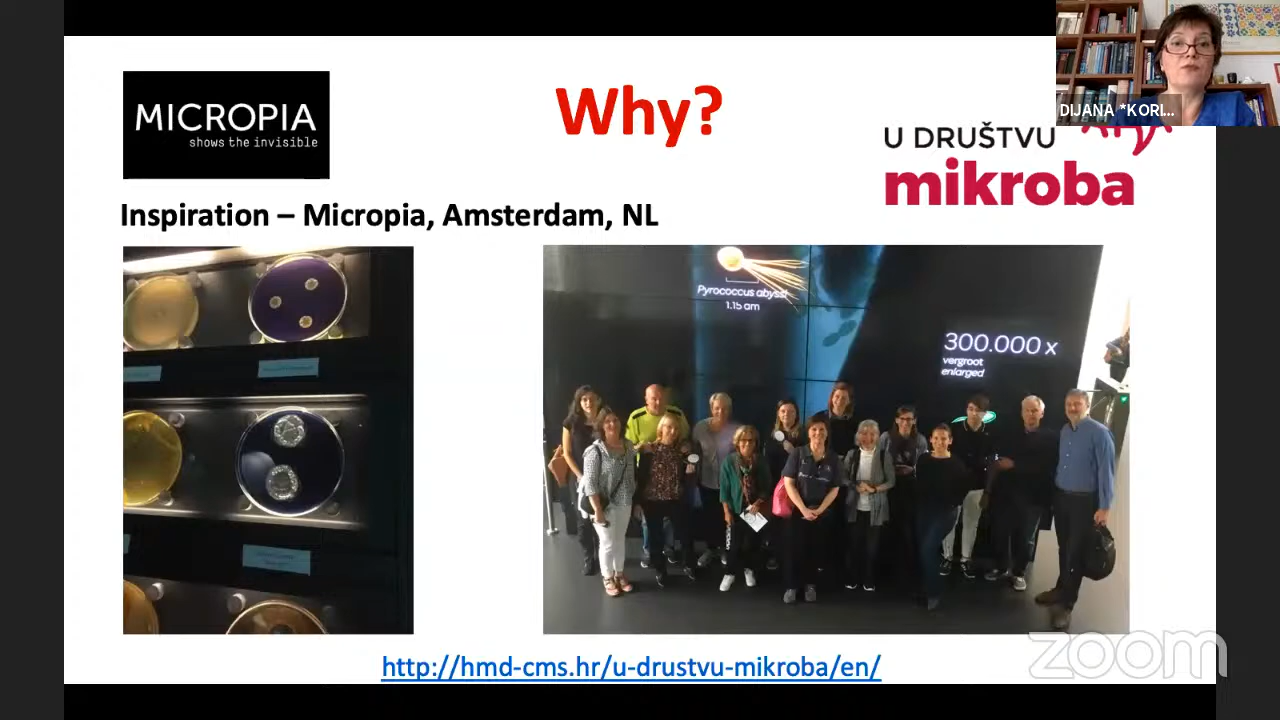 MICROPIA
shows the invisible
Why?
DIJANA *KORI...
U DRUŠTVU
mikroba
Inspiration – Micropia, Amsterdam, NL
Pyrococcus abyssi
1.15 am
300.000 x
vergroot
enlarged
http://hmd-cms.hr/u-drustvu-mikroba/en/
zoom